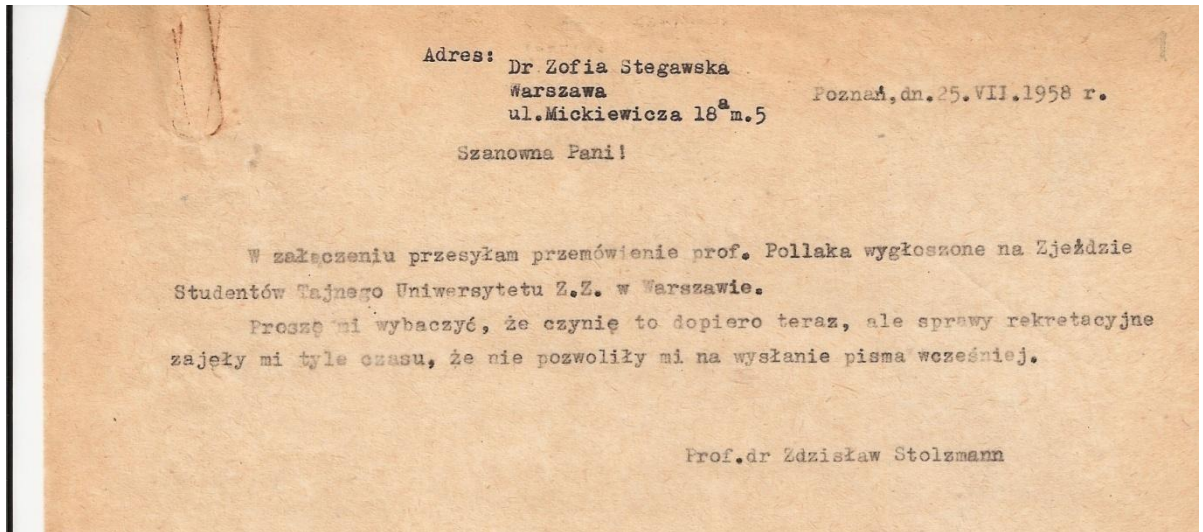 1
Adres:
Dr Zofia Stegawska
Warszawa
ul.Mickiewicza 18ᵃm.5
Poznań,dn.25.VII.1958 r.
Szanowna Pani!
W załączeniu przesyłam przemówienie prof. Pollaka wygłoszone na Zjeździe
Studentów Tajnego Uniwersytetu Z.Z. w Warszawie.
Proszę mi wybaczyć, że czynię to dopiero teraz, ale sprawy rekretacyjne
zajęły mi tyle czasu, że nie pozwoliły mi na wysłanie pisma wcześniej.
Prof.dr Zdzisław Stolzmann